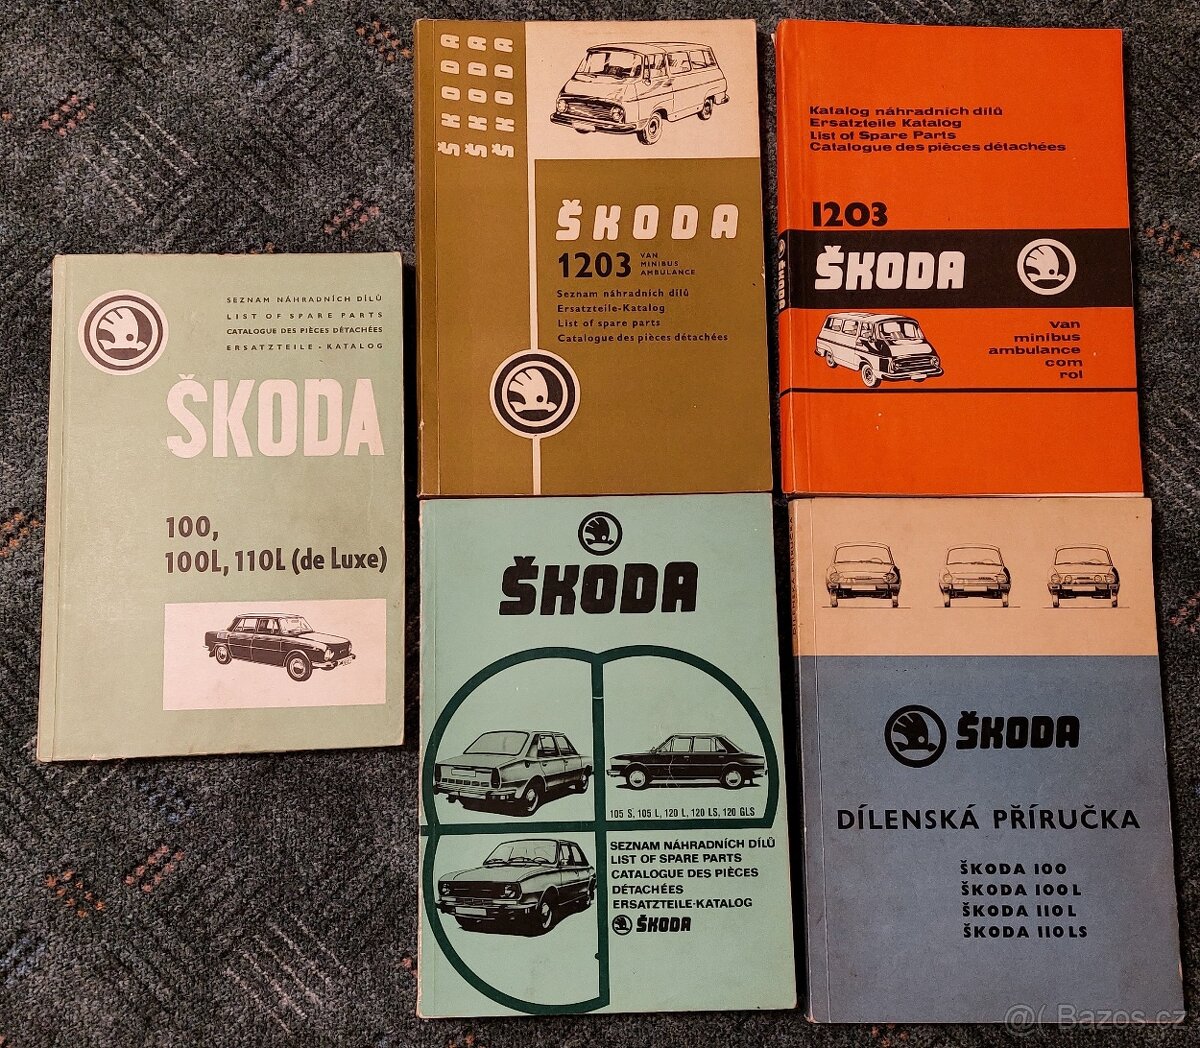 SEZNAM NÁHRADNÍCH DÍLŮ
LIST OF SPARE PARTS
CATALOGUE DES PIÈCES DÉTACHÉES
ERSATZTEILE - KATALOG
ŠKODA
100,
100L, 110L (de Luxe)
ŠKODA
ŠKODA
ŠKODA
ŠKODA
1203
VAN
MINIBUS
AMBULANCE
Seznam náhradních dílů
Ersatzteile-Katalog
List of spare parts
Catalogue des pièces détachées
Katalog náhradních dílů
Ersatzteile Katalog
List of Spare Parts
Catalogue des pièces détachées
1203
ŠKODA
ŠKODA
van
minibus
ambulance
com
rol
ŠKODA
105 S, 105 L, 120 L, 120 LS, 120 GLS
SEZNAM NÁHRADNÍCH DÍLŮ
LIST OF SPARE PARTS
CATALOGUE DES PIÈCES
DÉTACHÉES
ERSATZTEILE-KATALOG
ŠKODA
DÍLENSKÁ PŘÍRUČKA
ŠKODA
DÍLENSKÁ PŘÍRUČKA
ŠKODA 100
ŠKODA 100 L
ŠKODA 110 L
ŠKODA 110 LS
@( Bazos.cz